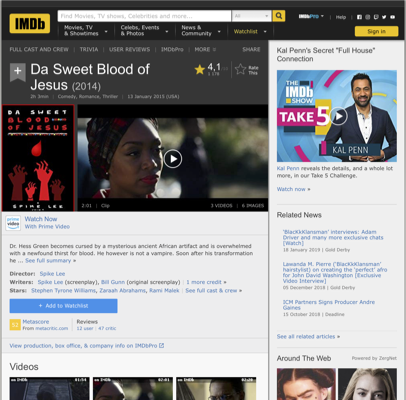 IMDb
Find Movies, TV shows, Celebrities and more...
All
IMDbPro
Help
Movies, TV & Showtimes
Celebs, Events & Photos
News & Community
Watchlist
Sign in
FULL CAST AND CREW | TRIVIA | USER REVIEWS | IMDbPro | MORE
SHARE
Da Sweet Blood of
Jesus (2014)
4,1
Rate This
2h 3min | Comedy, Romance, Thriller | 13 January 2015 (USA)
DA SWEET
BLOOD
OF JESUS
SPIKE LEE
2:01 | Clip
3 VIDEOS | 6 IMAGES
prime video
Watch Now
With Prime Video
Dr. Hess Green becomes cursed by a mysterious ancient African artifact and is overwhelmed
with a newfound thirst for blood. He however is not a vampire. Soon after his transformation
he ... See full summary »
Director: Spike Lee
Writers: Spike Lee (screenplay), Bill Gunn (original screenplay) | 1 more credit »
Stars: Stephen Tyrone Williams, Zaraah Abrahams, Rami Malek | See full cast & crew »
+ Add to Watchlist
Metascore
From metacritic.com
Reviews
12 user | 47 critic
View production, box office, & company info on IMDbPro
Videos
Kal Penn's Secret "Full House"
Connection
THE
IMDb
SHOW
TAKE 5
KAL PENN
Kal Penn reveals the details, and a whole lot
more, in our Take 5 Challenge.
Watch now »
Related News
'BlacKkKlansman' interviews: Adam
Driver and many more exclusive chats
[Watch]
18 January 2019 | Gold Derby
Lawanda M. Pierre ('BlacKkKlansman'
hairstylist) on creating the 'perfect' afro
for John David Washington [Exclusive
Video Interview]
05 December 2018 | Gold Derby
ICM Partners Signs Producer Andre
Gaines
15 October 2018 | Deadline
See all related articles »
Around The Web
Powered by ZergNet